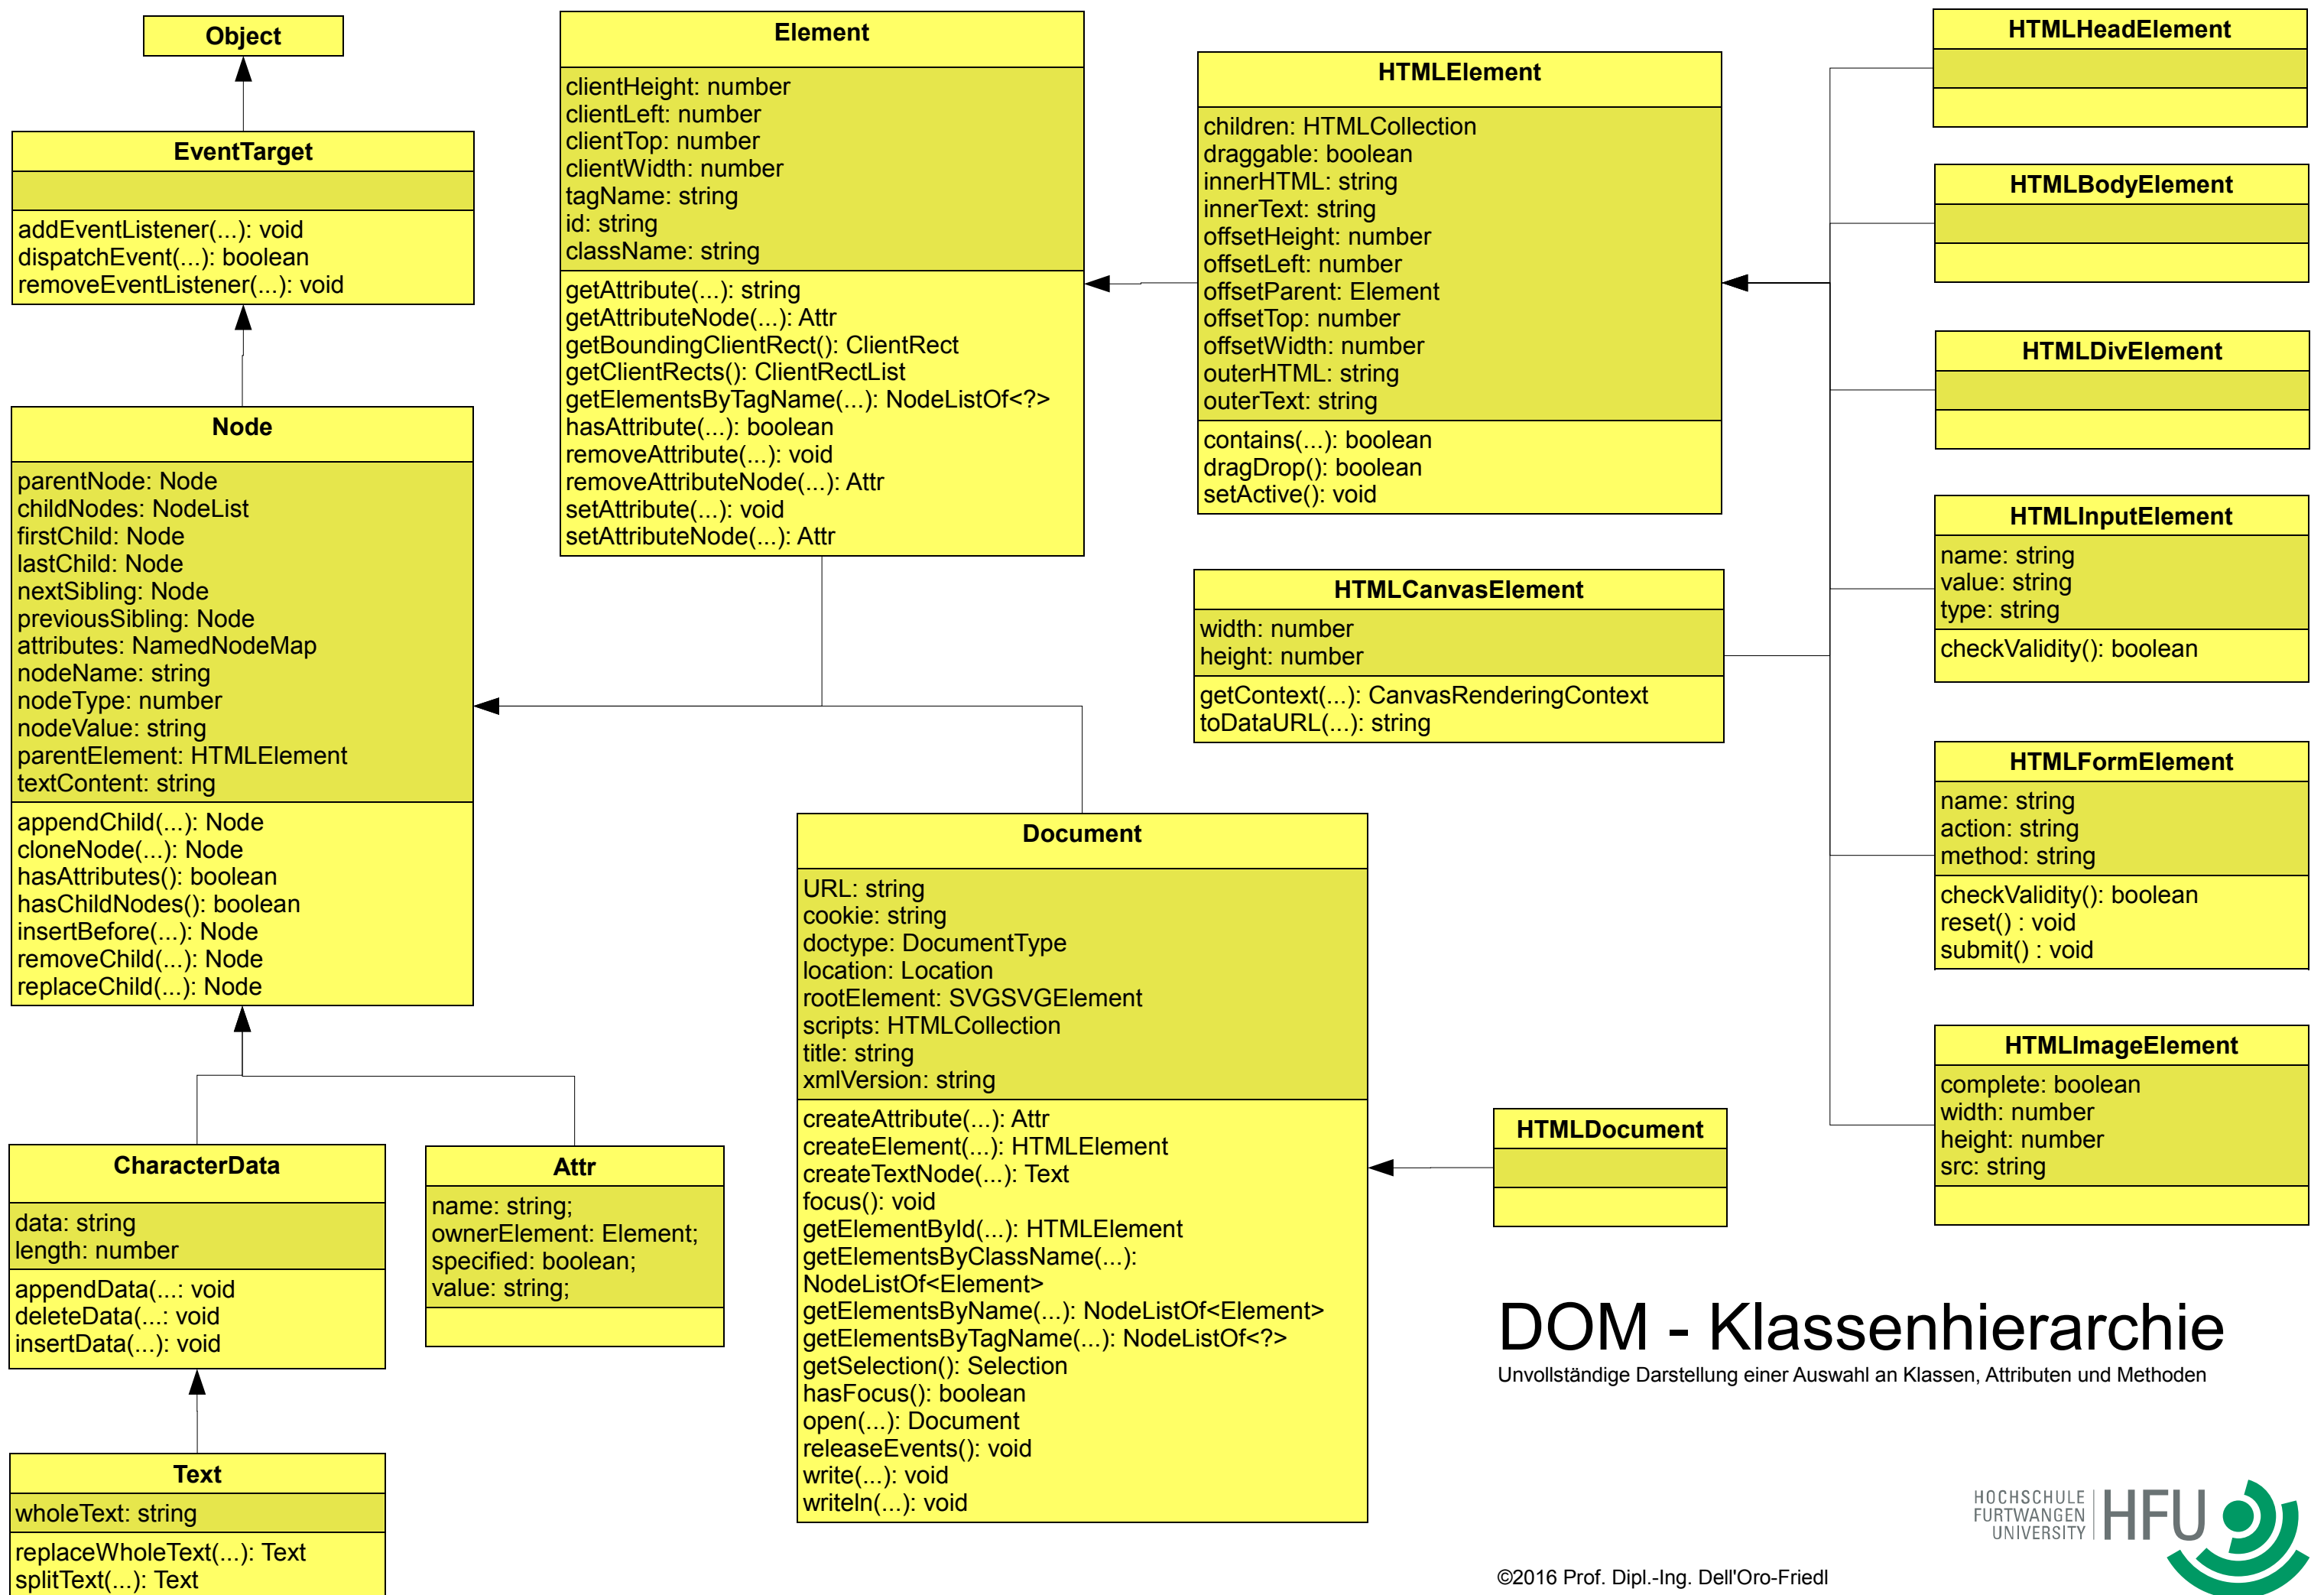 Object
EventTarget
addEventListener(...): void
dispatchEvent(...): boolean
removeEventListener(...): void
Node
parentNode: Node
childNodes: NodeList
firstChild: Node
lastChild: Node
nextSibling: Node
previousSibling: Node
attributes: NamedNodeMap
nodeName: string
nodeType: number
nodeValue: string
parentElement: HTMLElement
textContent: string
appendChild(...): Node
cloneNode(...): Node
hasAttributes(): boolean
hasChildNodes(): boolean
insertBefore(...): Node
removeChild(...): Node
replaceChild(...): Node
CharacterData
data: string
length: number
appendData(...: void
deleteData(...: void
insertData(...): void
Text
wholeText: string
replaceWholeText(...): Text
splitText(...): Text
Attr
name: string;
ownerElement: Element;
specified: boolean;
value: string;
Element
clientHeight: number
clientLeft: number
clientTop: number
clientWidth: number
tagName: string
id: string
className: string
getAttribute(...): string
getAttributeNode(...): Attr
getBoundingClientRect(): ClientRect
getClientRects(): ClientRectList
getElementsByTagName(...): NodeListOf<?>
hasAttribute(...): boolean
removeAttribute(...): void
removeAttributeNode(...): Attr
setAttribute(...): void
setAttributeNode(...): Attr
Document
URL: string
cookie: string
doctype: DocumentType
location: Location
rootElement: SVGSVGElement
scripts: HTMLCollection
title: string
xmlVersion: string
createAttribute(...): Attr
createElement(...): HTMLElement
createTextNode(...): Text
focus(): void
getElementById(...): HTMLElement
getElementsByClassName(...):
NodeListOf<Element>
getElementsByName(...): NodeListOf<Element>
getElementsByTagName(...): NodeListOf<?>
getSelection(): Selection
hasFocus(): boolean
open(...): Document
releaseEvents(): void
write(...): void
writeln(...): void
HTMLElement
children: HTMLCollection
draggable: boolean
innerHTML: string
innerText: string
offsetHeight: number
offsetLeft: number
offsetParent: Element
offsetTop: number
offsetWidth: number
outerHTML: string
outerText: string
contains(...): boolean
dragDrop(): boolean
setActive(): void
HTMLCanvasElement
width: number
height: number
getContext(...): CanvasRenderingContext
toDataURL(...): string
HTMLDocument
HTMLHeadElement
HTMLBodyElement
HTMLDivElement
HTMLInputElement
name: string
value: string
type: string
checkValidity(): boolean
HTMLFormElement
name: string
action: string
method: string
checkValidity(): boolean
reset() : void
submit() : void
HTMLImageElement
complete: boolean
width: number
height: number
src: string
DOM - Klassenhierarchie
Unvollständige Darstellung einer Auswahl an Klassen, Attributen und Methoden
HOCHSCHULE
FURTWANGEN
UNIVERSITY
HFU
©2016 Prof. Dipl.-Ing. Dell'Oro-Friedl